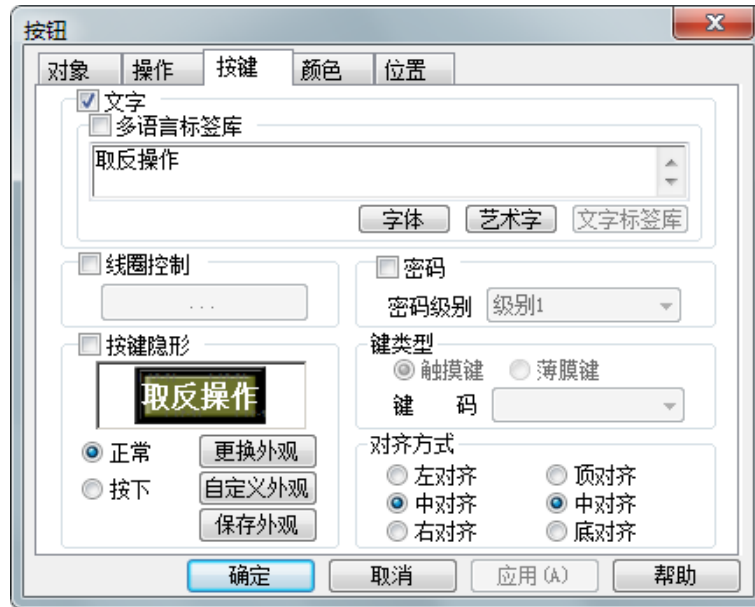 按钮
对象 操作 按键 颜色 位置
文字
多语言标签库
取反操作
字体 艺术字 文字标签库
线圈控制
...
密码
密码级别 级别1
按键隐形
取反操作
正常 更换外观
按下 自定义外观
保存外观
键类型
触摸键 薄膜键
键 码
对齐方式
左对齐 顶对齐
中对齐 中对齐
右对齐 底对齐
确定 取消 应用(A) 帮助